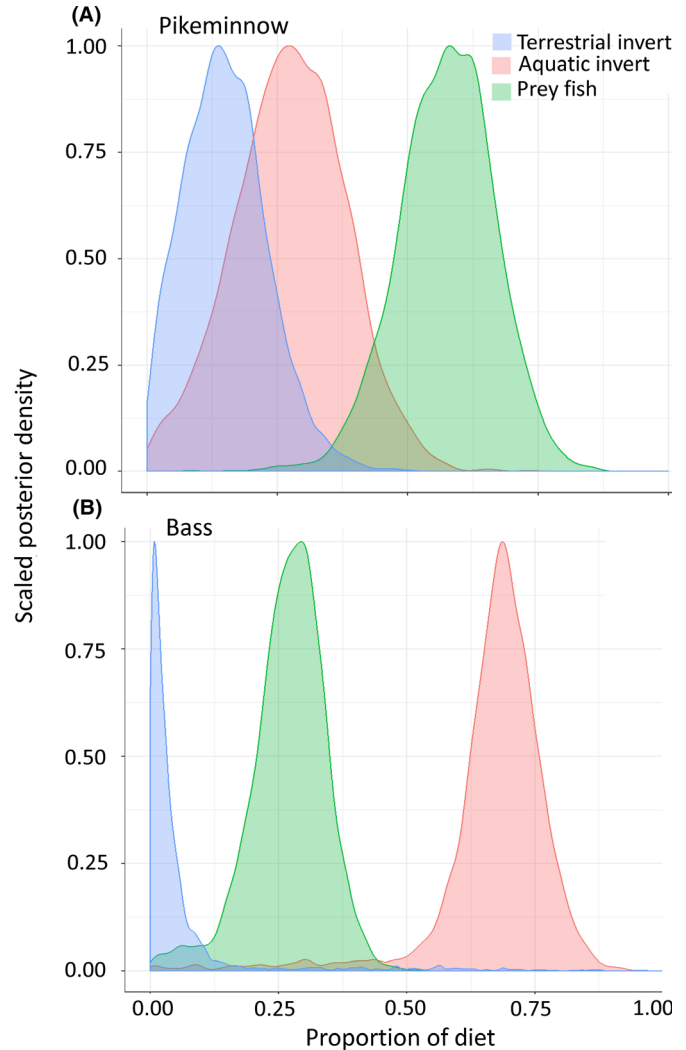 (A)
Pikeminnow
Terrestrial invert
Aquatic invert
Prey fish
1.00
0.75
0.50
0.25
0.00
Scaled posterior density
(B)
Bass
1.00
0.75
0.50
0.25
0.00
0.00 0.25 0.50 0.75 1.00
Proportion of diet